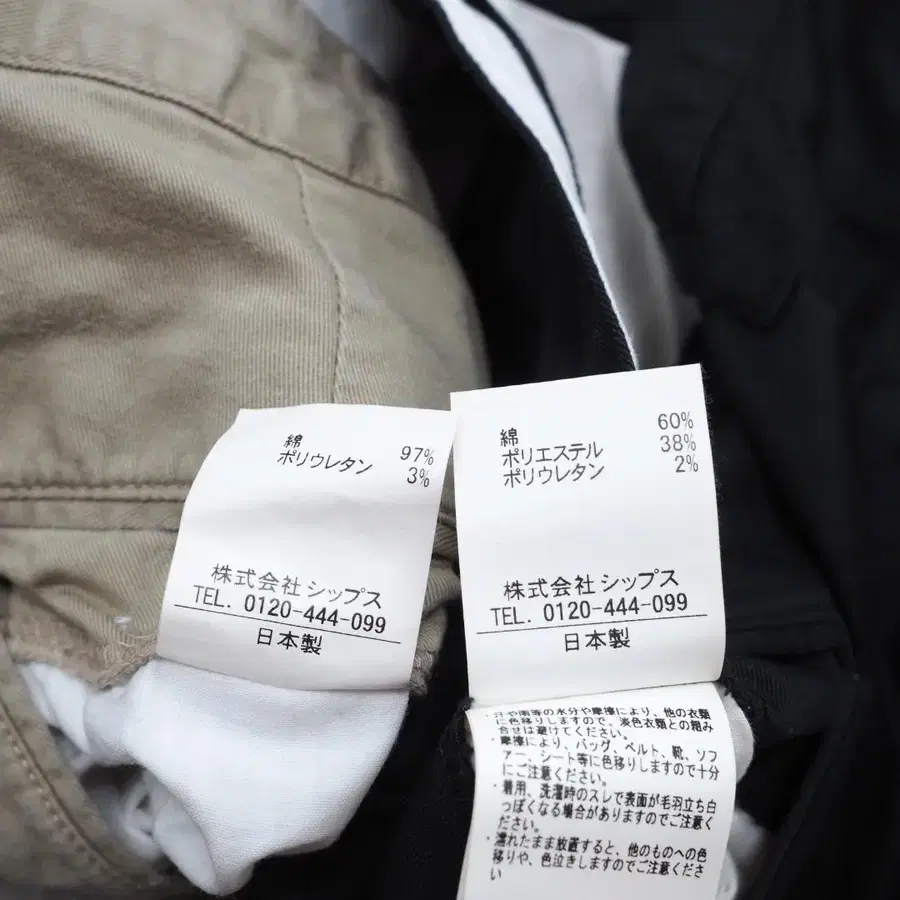 綿 97%
ポリウレタン 3%
株式会社シップス
TEL. 0120-444-099
日本製
綿 60%
ポリエステル 38%
ポリウレタン 2%
株式会社シップス
TEL. 0120-444-099
日本製
・汗や雨等の水分や摩擦により、他の衣類
に色移りしますので、淡色衣類との組み
合せは避けてください。
・摩擦により、バッグ、ベルト、靴、ソフ
ァー、シート等に色移りしますので十分
にご注意ください。
・着用、洗濯時のスレで表面が毛羽立ち白
っぽくなる場合がありますのでご注意く
ださい。
・濡れたまま放置すると、他のものへの色
移りや、色泣きしますのでご注意くださ
い